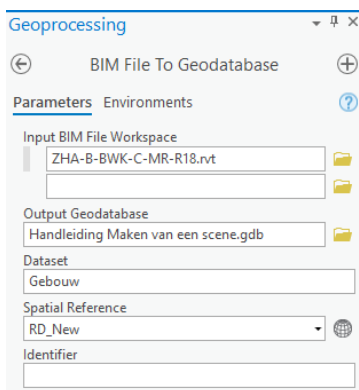 Geoprocessing
BIM File To Geodatabase
Parameters Environments
Input BIM File Workspace
ZHA-B-BWK-C-MR-R18.rvt
Output Geodatabase
Handleiding Maken van een scene.gdb
Dataset
Gebouw
Spatial Reference
RD_New
Identifier